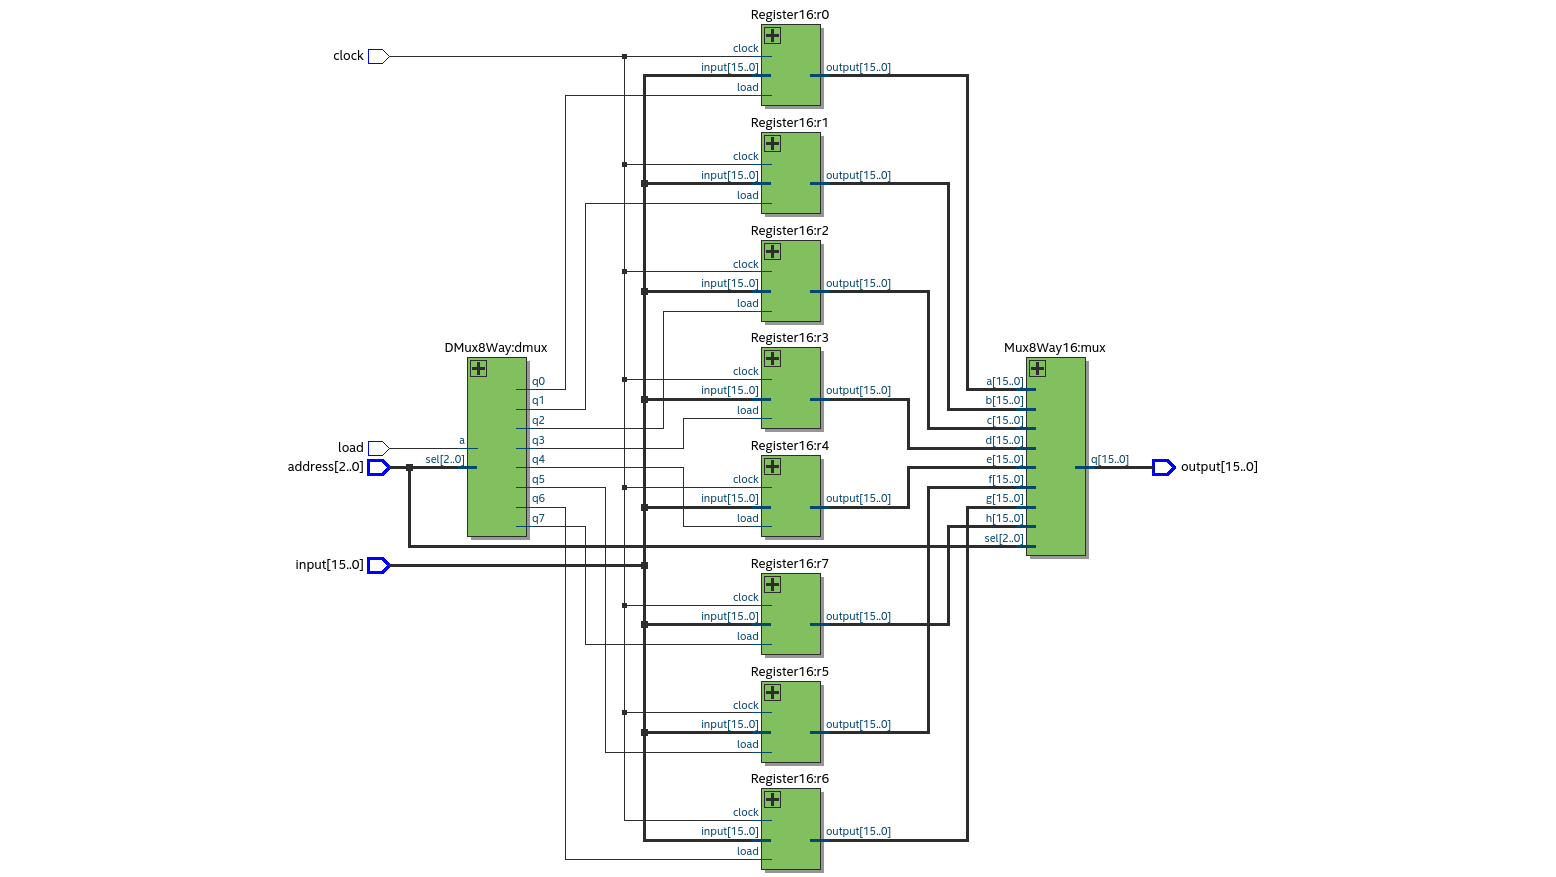 clock
load
address[2..0]
input[15..0]
DMux8Way:dmux
a
sel[2..0]
q0
q1
q2
q3
q4
q5
q6
q7
Register16:r0
clock
input[15..0]
load
output[15..0]
Register16:r1
clock
input[15..0]
load
output[15..0]
Register16:r2
clock
input[15..0]
load
output[15..0]
Register16:r3
clock
input[15..0]
load
output[15..0]
Register16:r4
clock
input[15..0]
load
output[15..0]
Register16:r7
clock
input[15..0]
load
output[15..0]
Register16:r5
clock
input[15..0]
load
output[15..0]
Register16:r6
clock
input[15..0]
load
output[15..0]
Mux8Way16:mux
a[15..0]
b[15..0]
c[15..0]
d[15..0]
e[15..0]
f[15..0]
g[15..0]
h[15..0]
sel[2..0]
q[15..0]
output[15..0]